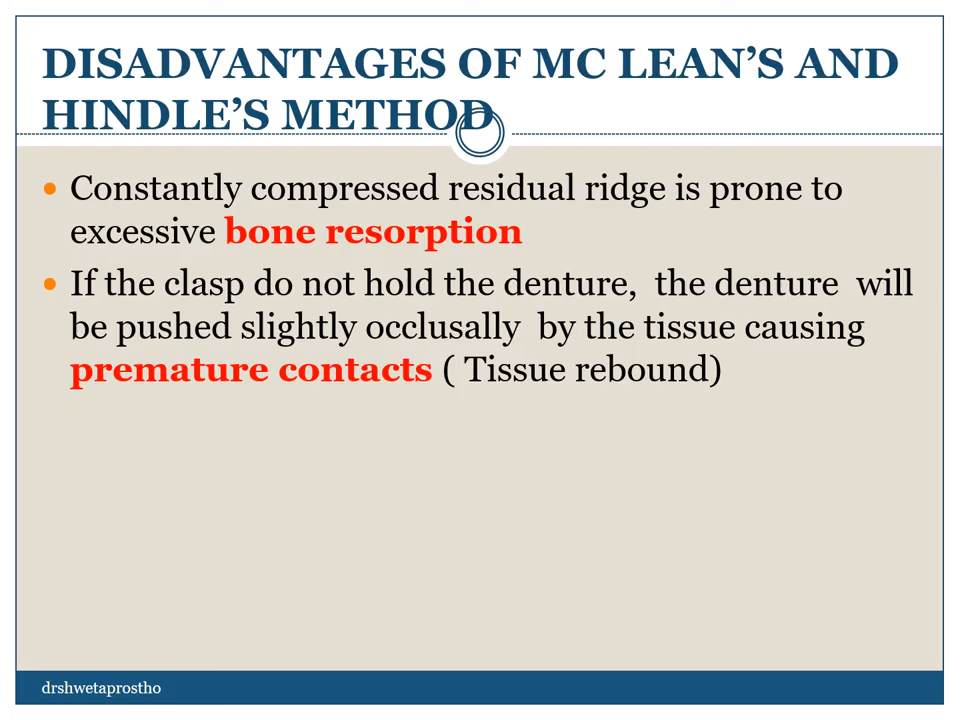 DISADVANTAGES OF MC LEAN’S AND
HINDLE’S METHOD
Constantly compressed residual ridge is prone to
excessive bone resorption
If the clasp do not hold the denture,  the denture  will
be pushed slightly occlusally  by the tissue causing
premature contacts ( Tissue rebound)
drshwetaprostho